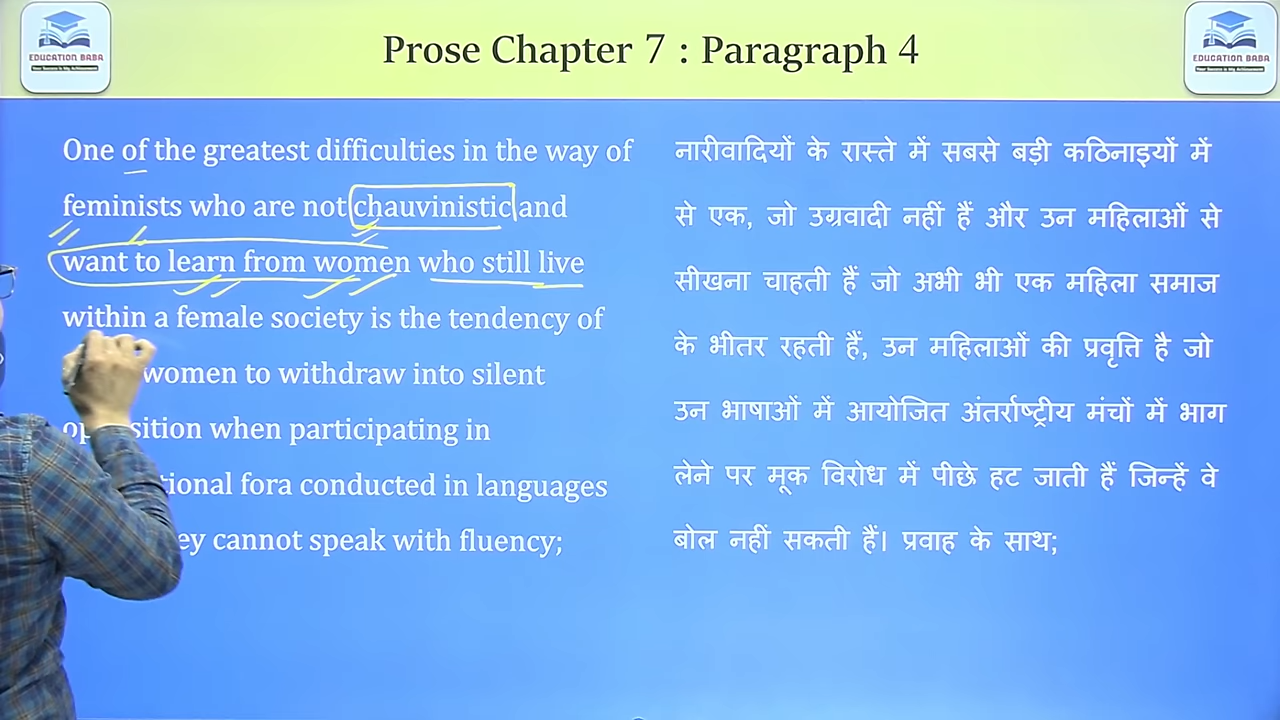 EDUCATION BABA
Prose Chapter 7 : Paragraph 4
EDUCATION BABA
One of the greatest difficulties in the way of
feminists who are not chauvinistic and
want to learn from women who still live
within a female society is the tendency of
women to withdraw into silent
op sition when participating in
tional fora conducted in languages
ey cannot speak with fluency;
नारीवादियों के रास्ते में सबसे बड़ी कठिनाइयों में
से एक, जो उग्रवादी नहीं हैं और उन महिलाओं से
सीखना चाहती हैं जो अभी भी एक महिला समाज
के भीतर रहती हैं, उन महिलाओं की प्रवृत्ति है जो
उन भाषाओं में आयोजित अंतर्राष्ट्रीय मंचों में भाग
लेने पर मूक विरोध में पीछे हट जाती हैं जिन्हें वे
बोल नहीं सकती हैं। प्रवाह के साथ;